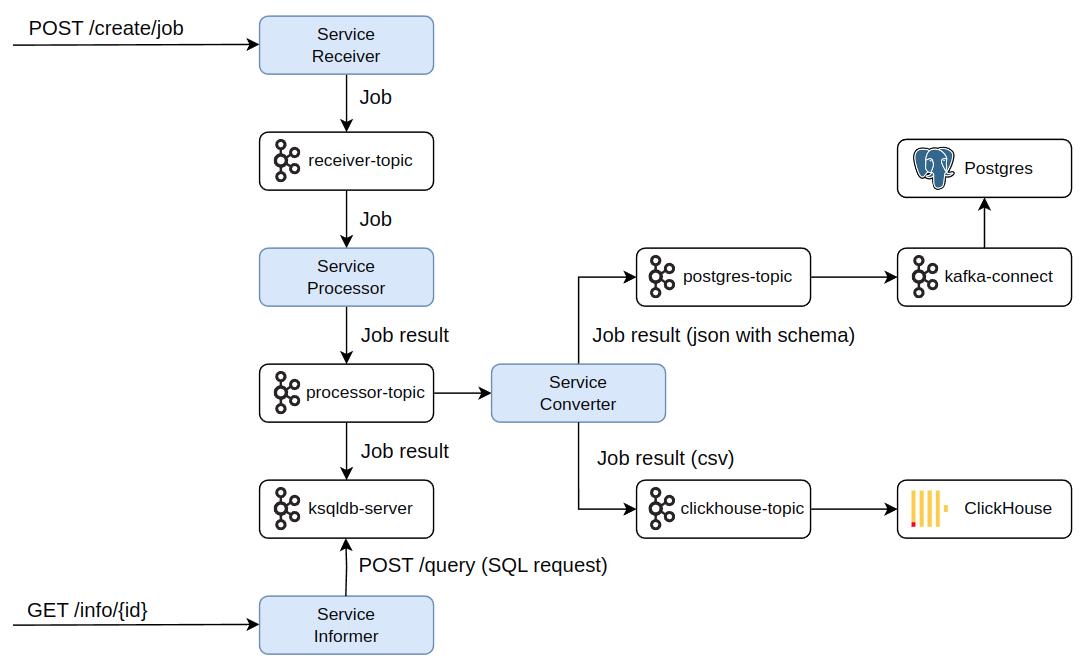 POST /create/job
Service
Receiver
Job
receiver-topic
Job
Service
Processor
Job result
processor-topic
Job result
ksqldb-server
POST /query (SQL request)
GET /info/{id}
Service
Informer
Service
Converter
Job result (json with schema)
postgres-topic
kafka-connect
Postgres
Job result (csv)
clickhouse-topic
ClickHouse